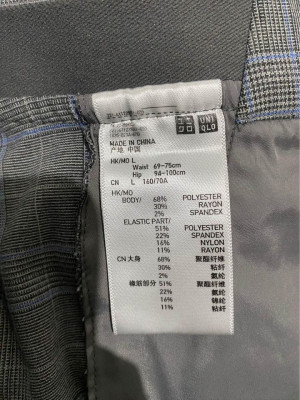 UNI
QLO
MADE IN CHINA
产地 中国
HK/MO L
Waist 69-75cm
Hip 94-100cm
CN L 160/70A
HK/MO
BODY/ 68% POLYESTER
30% RAYON
2% SPANDEX
ELASTIC PART/
51% POLYESTER
22% SPANDEX
16% NYLON
11% RAYON
CN 大身 68% 聚酯纤维
30% 粘纤
2% 氨纶
橡筋部分 51% 聚酯纤维
22% 氨纶
16% 锦纶
11% 粘纤